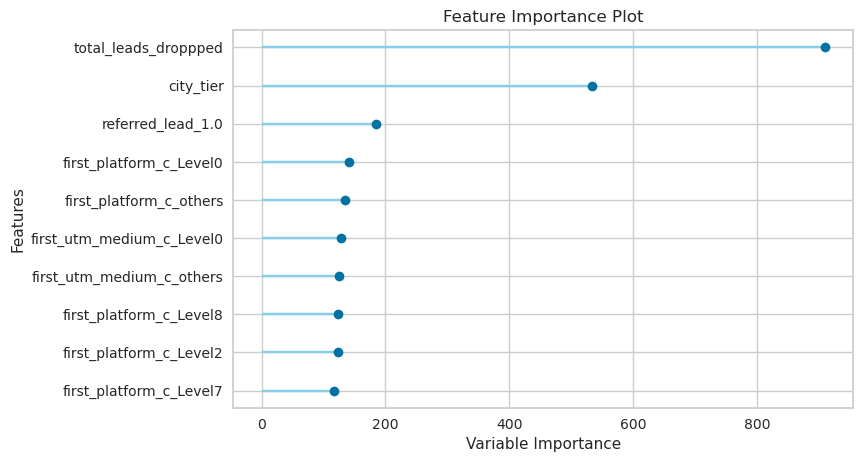 Feature Importance Plot
total_leads_droppped
city_tier
referred_lead_1.0
first_platform_c_Level0
first_platform_c_others
first_utm_medium_c_Level0
first_utm_medium_c_others
first_platform_c_Level8
first_platform_c_Level2
first_platform_c_Level7
Features
0 200 400 600 800
Variable Importance